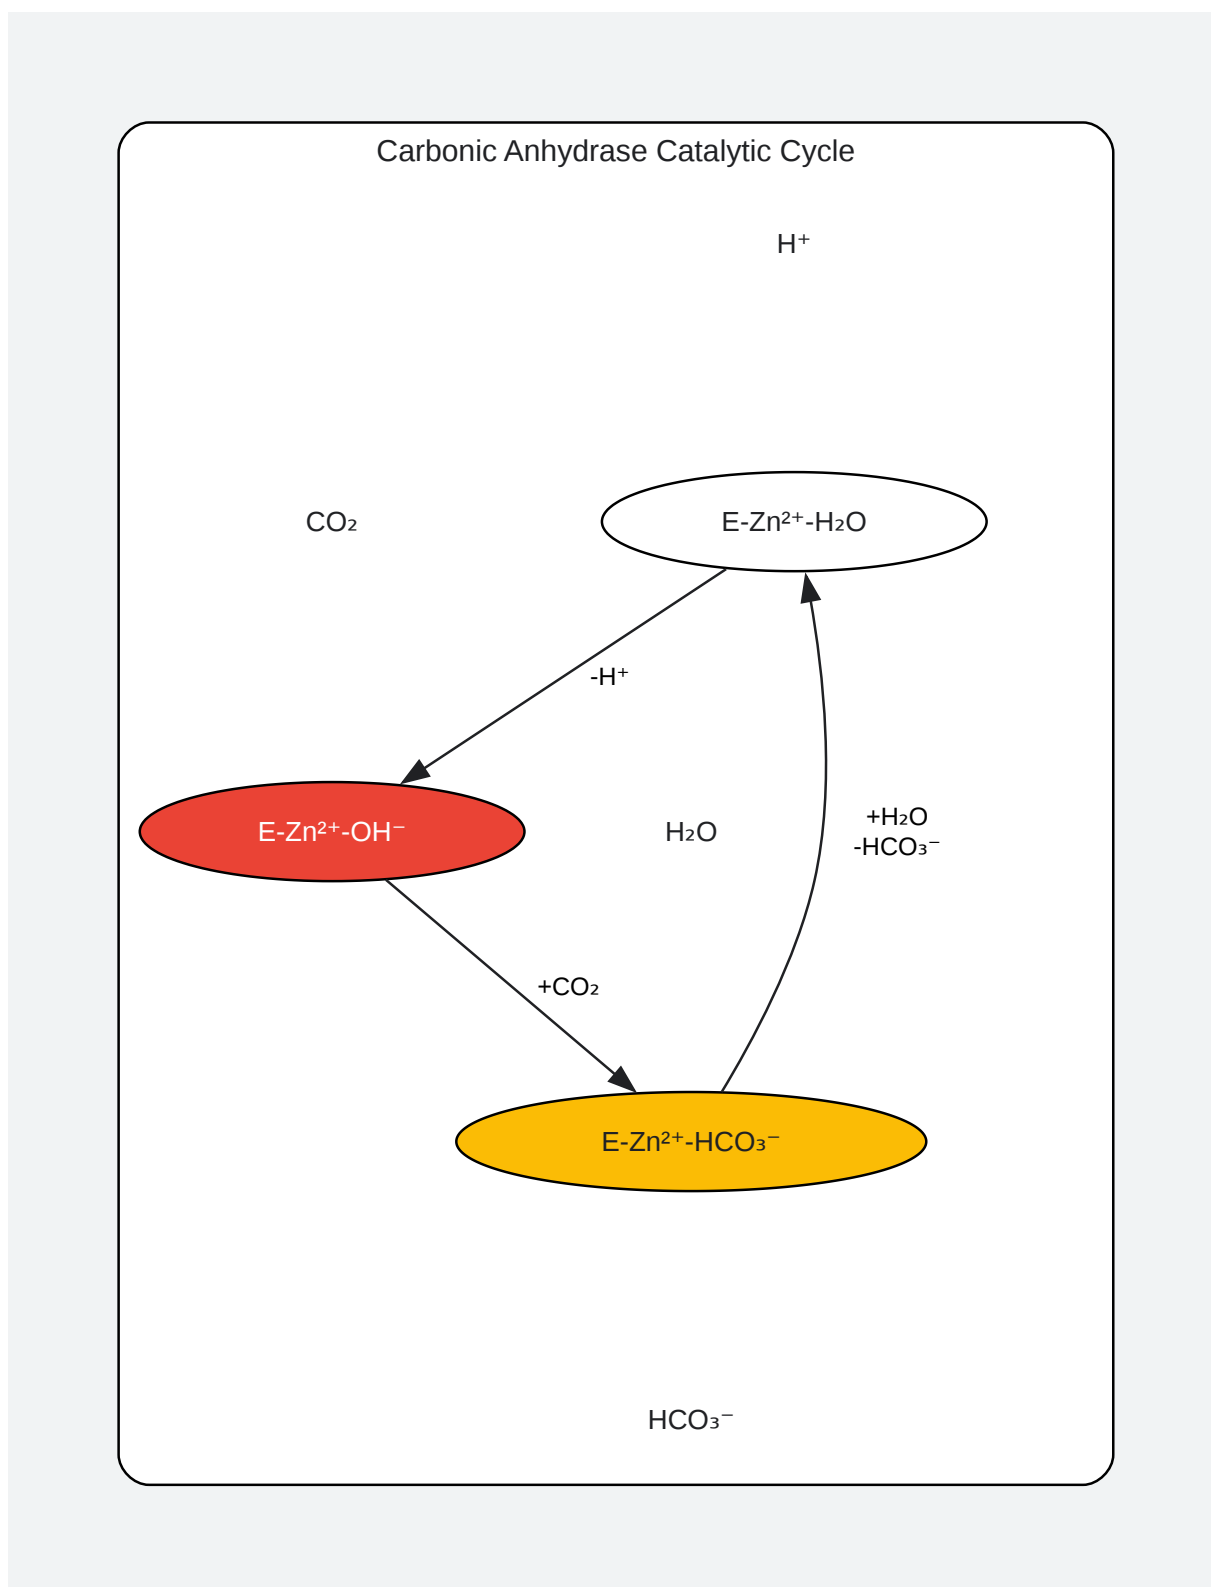 Carbonic Anhydrase Catalytic Cycle
H⁺
CO₂
E-Zn²⁺-H₂O
-H⁺
E-Zn²⁺-OH⁻
H₂O
+H₂O
-HCO₃⁻
+CO₂
E-Zn²⁺-HCO₃⁻
HCO₃⁻